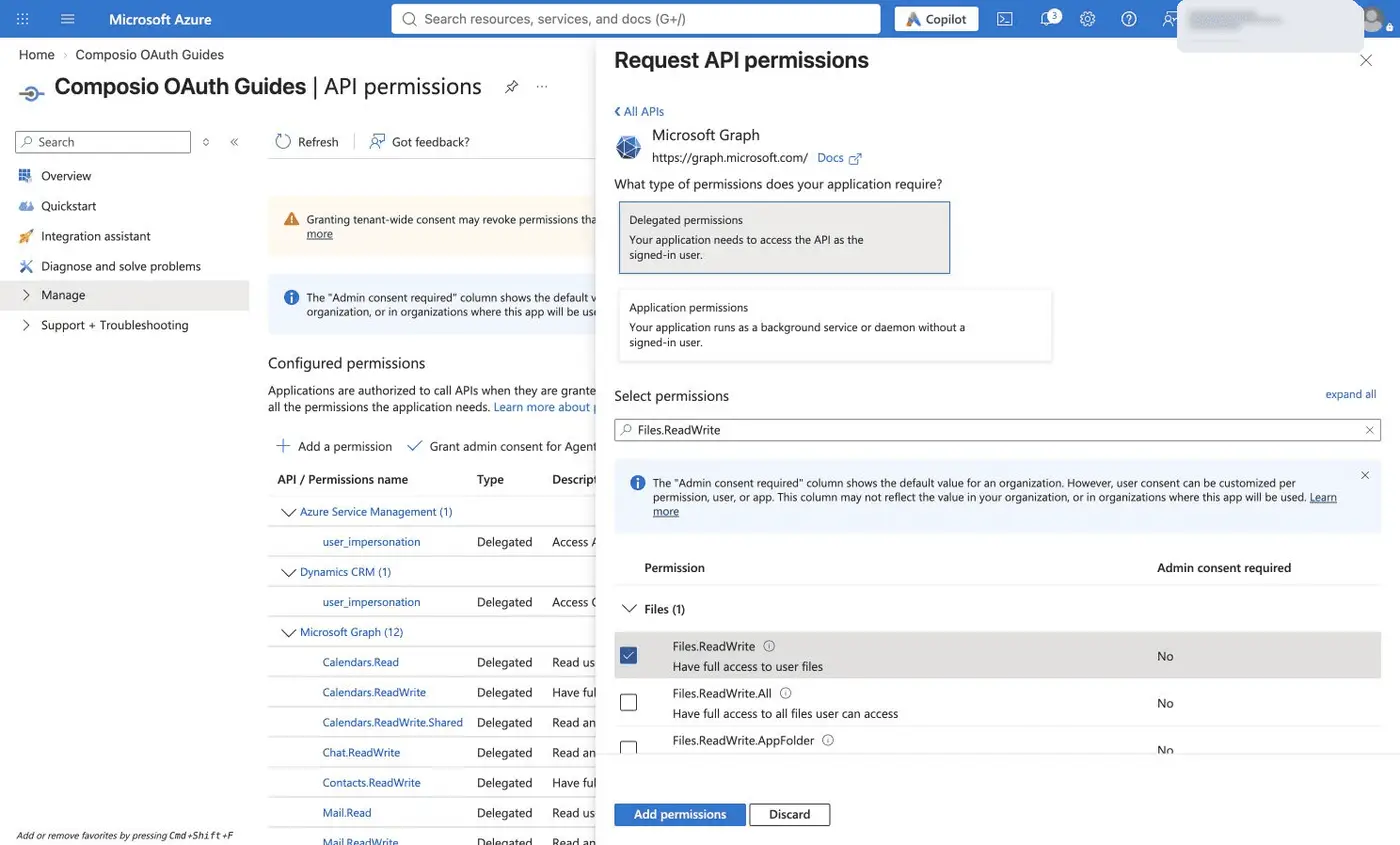 Microsoft Azure
Search resources, services, and docs (G+/)
Copilot
3
Home
Composio OAuth Guides
Composio OAuth Guides | API permissions
...
Search
«
Overview
Quickstart
Integration assistant
Diagnose and solve problems
Manage
Support + Troubleshooting
Add or remove favorites by pressing Cmd+Shift+F
Refresh
Got feedback?
Granting tenant-wide consent may revoke permissions tha
more
The "Admin consent required" column shows the default v
organization, or in organizations where this app will be use
Configured permissions
Applications are authorized to call APIs when they are grante
all the permissions the application needs. Learn more about p
Add a permission
Grant admin consent for Agent
API / Permissions name
Type
Descript
Azure Service Management (1)
user_impersonation
Delegated
Access A
Dynamics CRM (1)
user_impersonation
Delegated
Access C
Microsoft Graph (12)
Calendars.Read
Delegated
Read us
Calendars.ReadWrite
Delegated
Have ful
Calendars.ReadWrite.Shared
Delegated
Read an
Chat.ReadWrite
Delegated
Read an
Contacts.ReadWrite
Delegated
Have ful
Mail.Read
Delegated
Read us
Mail.ReadWrite
Delegated
Read an
Request API permissions
All APIs
Microsoft Graph
https://graph.microsoft.com/ Docs
What type of permissions does your application require?
Delegated permissions
Your application needs to access the API as the
signed-in user.
Application permissions
Your application runs as a background service or daemon without a
signed-in user.
Select permissions
expand all
Files.ReadWrite
The "Admin consent required" column shows the default value for an organization. However, user consent can be customized per
permission, user, or app. This column may not reflect the value in your organization, or in organizations where this app will be used. Learn
more
Permission
Admin consent required
Files (1)
Files.ReadWrite
Have full access to user files
No
Files.ReadWrite.All
Have full access to all files user can access
No
Files.ReadWrite.AppFolder
No
Add permissions
Discard